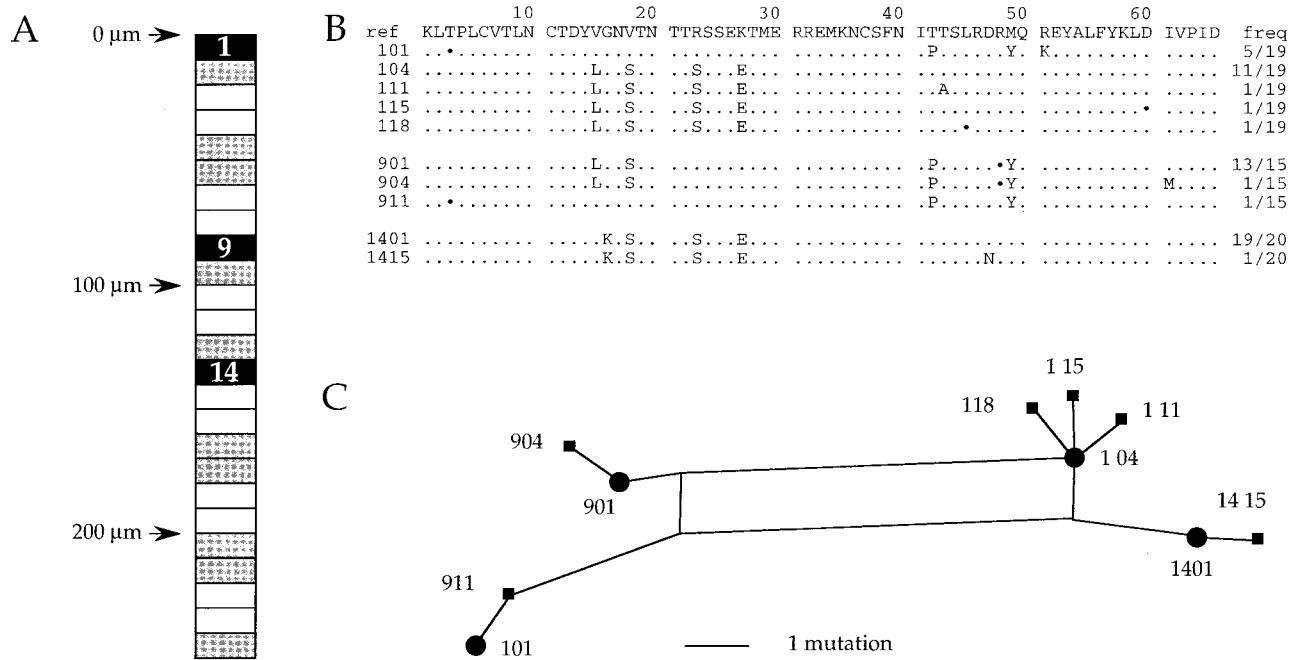 A
0 µm
100 µm
200 µm
1
9
14
B
10 20 30 40 50 60
ref KLTPLCVTLN CTDYVGNVTN TTRSSEKTME RREMKNCSFN ITTSLRDRMQ REYALFYKLD IVPID freq
101 ..•....... .......... .......... .......... .P......Y. K......... ..... 5/19
104 .......... ....L..S.. ..S...E... .......... .......... .......... ..... 11/19
111 .......... ....L..S.. ..S...E... .......... ..A....... .......... ..... 1/19
115 .......... ....L..S.. ..S...E... .......... .......... .........• ..... 1/19
118 .......... ....L..S.. ..S...E... .......... ....•..... .......... ..... 1/19
901 .......... ....L..S.. .......... .......... .P.....•Y. .......... ..... 13/15
904 .......... ....L..S.. .......... .......... .P.....•Y. .......... M.... 1/15
911 ..•....... .......... .......... .......... .P......Y. .......... ..... 1/15
1401 .......... .....K.S.. ..S...E... .......... .......... .......... ..... 19/20
1415 .......... .....K.S.. ..S...E... .......... ......N... .......... ..... 1/20
C
1 15
118
1 11
904
1 04
901
14 15
1401
911
101
1 mutation